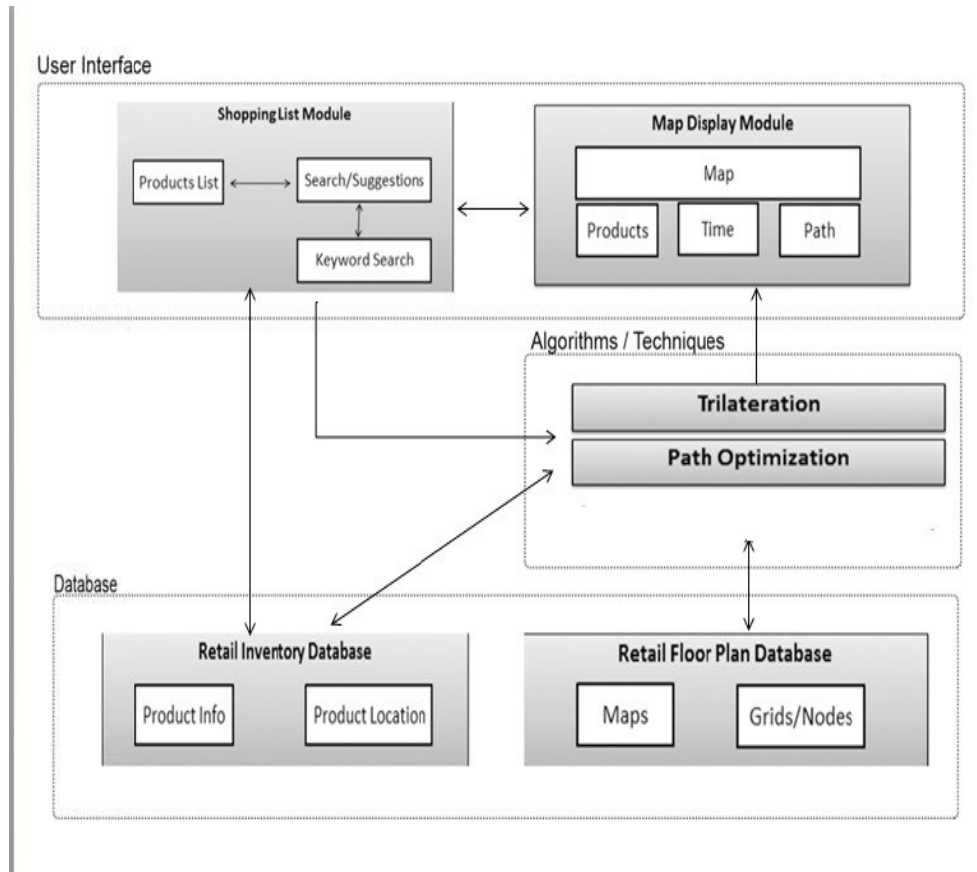 User Interface
Shopping List Module
Products List
Search/Suggestions
Keyword Search
Map Display Module
Map
Products
Time
Path
Algorithms / Techniques
Trilateration
Path Optimization
Database
Retail Inventory Database
Product Info
Product Location
Retail Floor Plan Database
Maps
Grids/Nodes